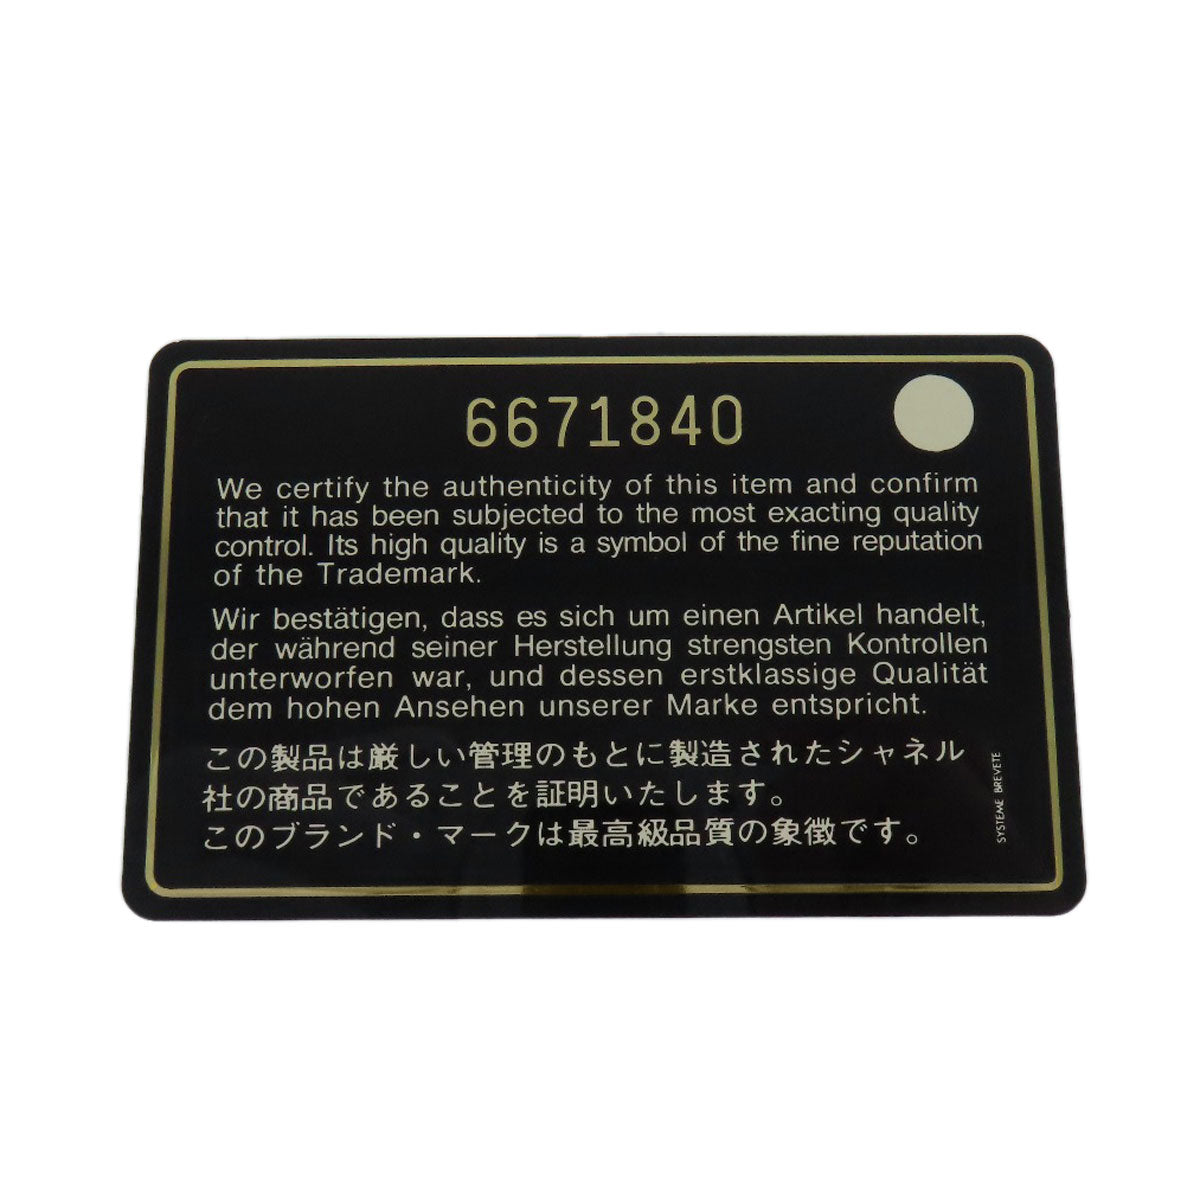 6671840
We certify the authenticity of this item and confirm
that it has been subjected to the most exacting quality
control. Its high quality is a symbol of the fine reputation
of the Trademark.
Wir bestätigen, dass es sich um einen Artikel handelt,
der während seiner Herstellung strengsten Kontrollen
unterworfen war, und dessen erstklassige Qualität
dem hohen Ansehen unserer Marke entspricht.
この製品は厳しい管理のもとに製造されたシャネル
社の商品であることを証明いたします。
このブランド・マークは最高級品質の象徴です。
SYSTEME BREVETE